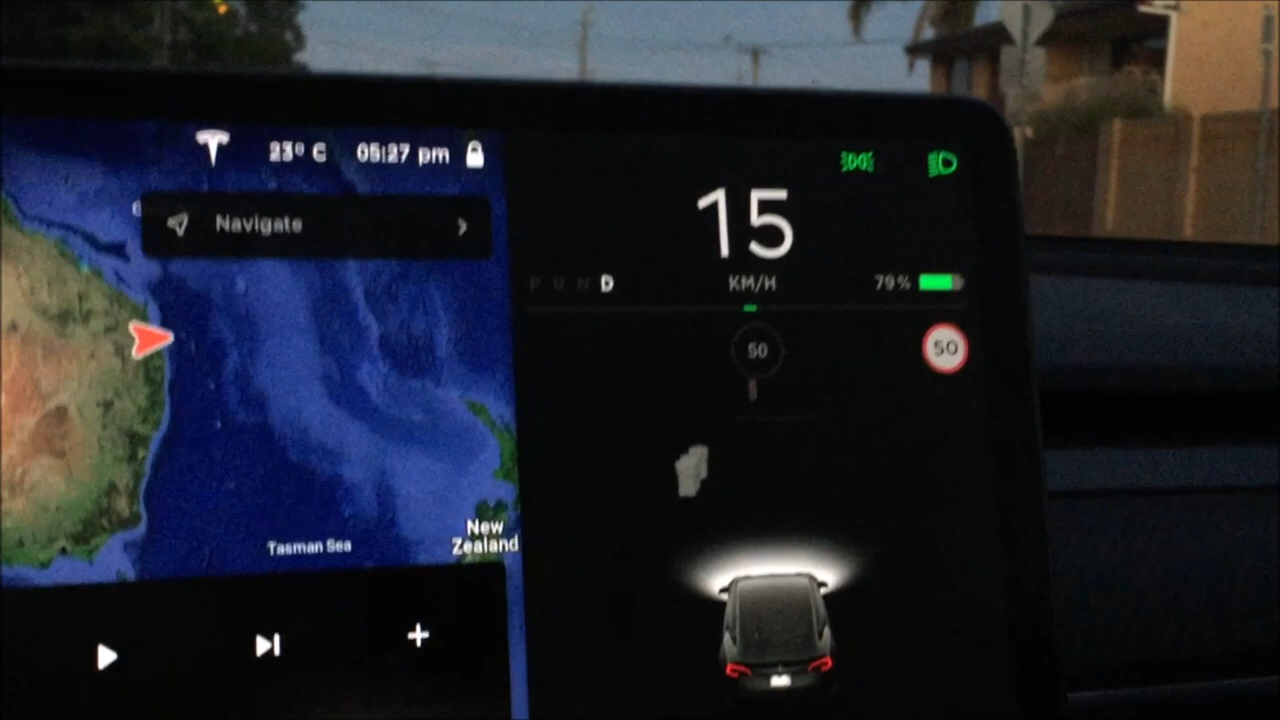 23° C 05:27 pm
Navigate
Tasman Sea
New
Zealand
15
P R N D
KM/H
79%
50
50